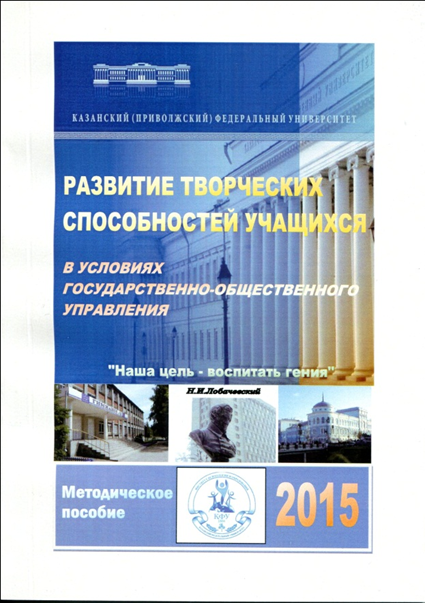 КАЗАНСКИЙ (ПРИВОЛЖСКИЙ) ФЕДЕРАЛЬНЫЙ УНИВЕРСИТЕТ
РАЗВИТИЕ ТВОРЧЕСКИХ
СПОСОБНОСТЕЙ УЧАЩИХСЯ
В УСЛОВИЯХ
ГОСУДАРСТВЕННО-ОБЩЕСТВЕННОГО
УПРАВЛЕНИЯ
"Наша цель - воспитать гения"
Н.И.Лобачевский
Методическое
пособие
2015